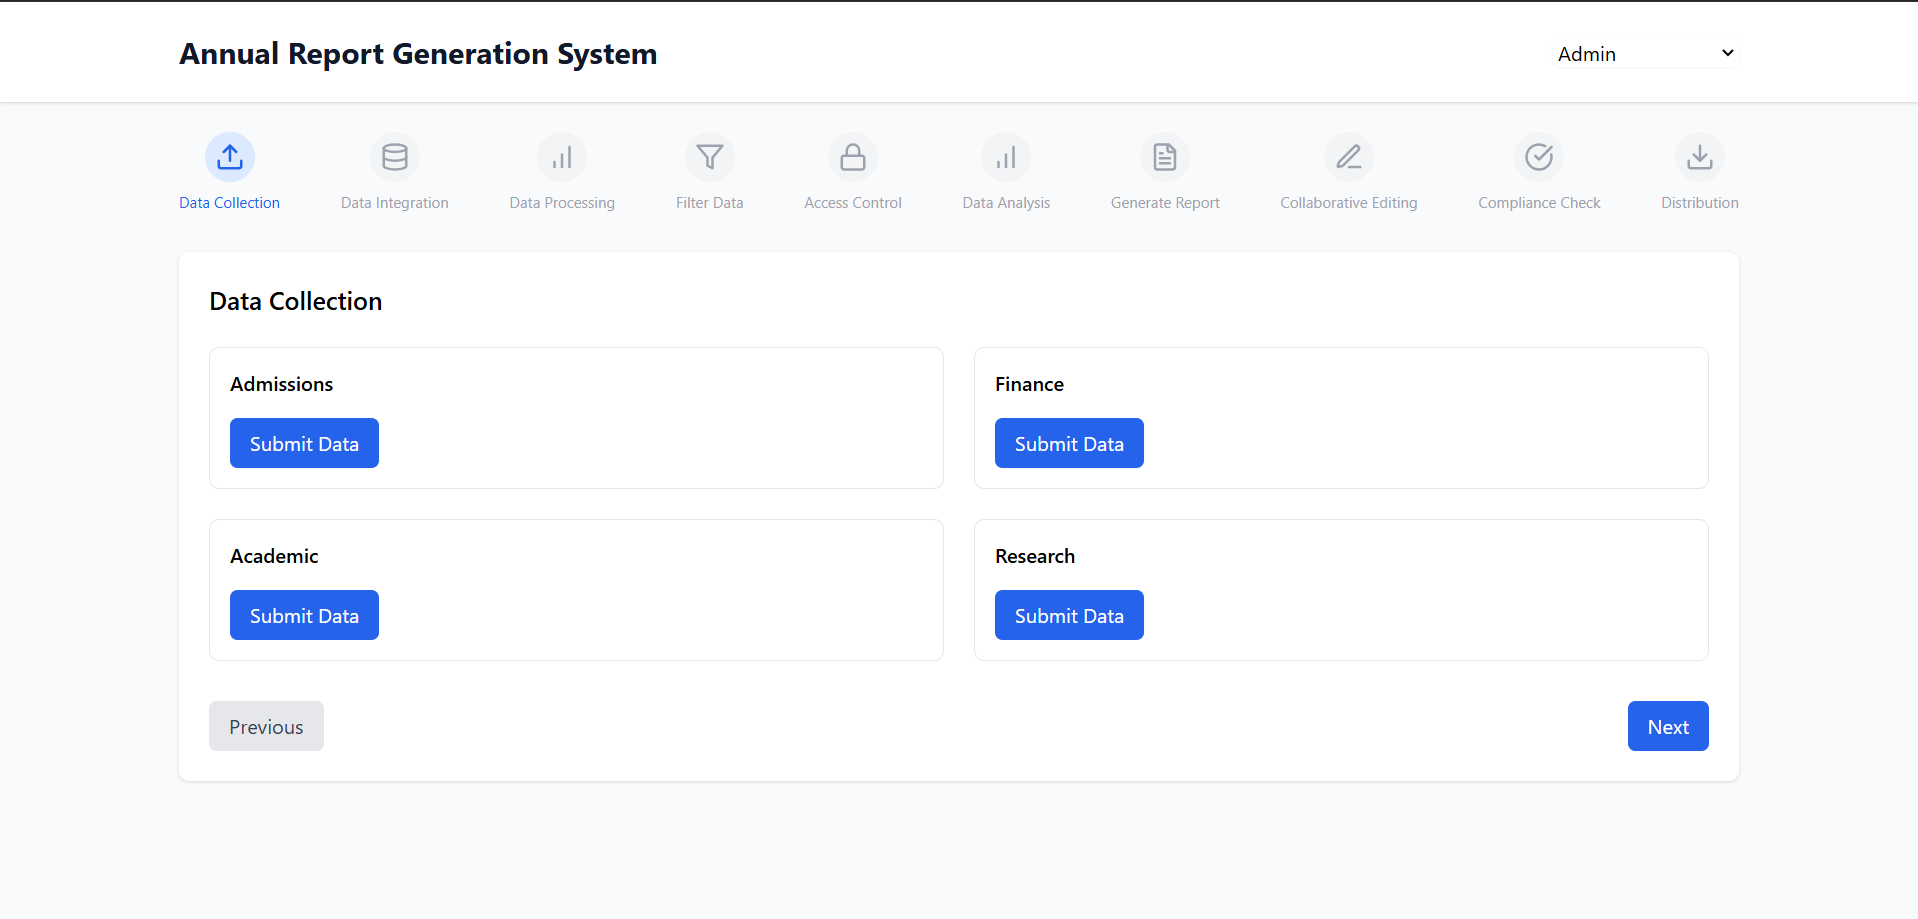 Annual Report Generation System
Admin
Data Collection
Data Integration
Data Processing
Filter Data
Access Control
Data Analysis
Generate Report
Collaborative Editing
Compliance Check
Distribution
Data Collection
Admissions
Submit Data
Finance
Submit Data
Academic
Submit Data
Research
Submit Data
Previous
Next